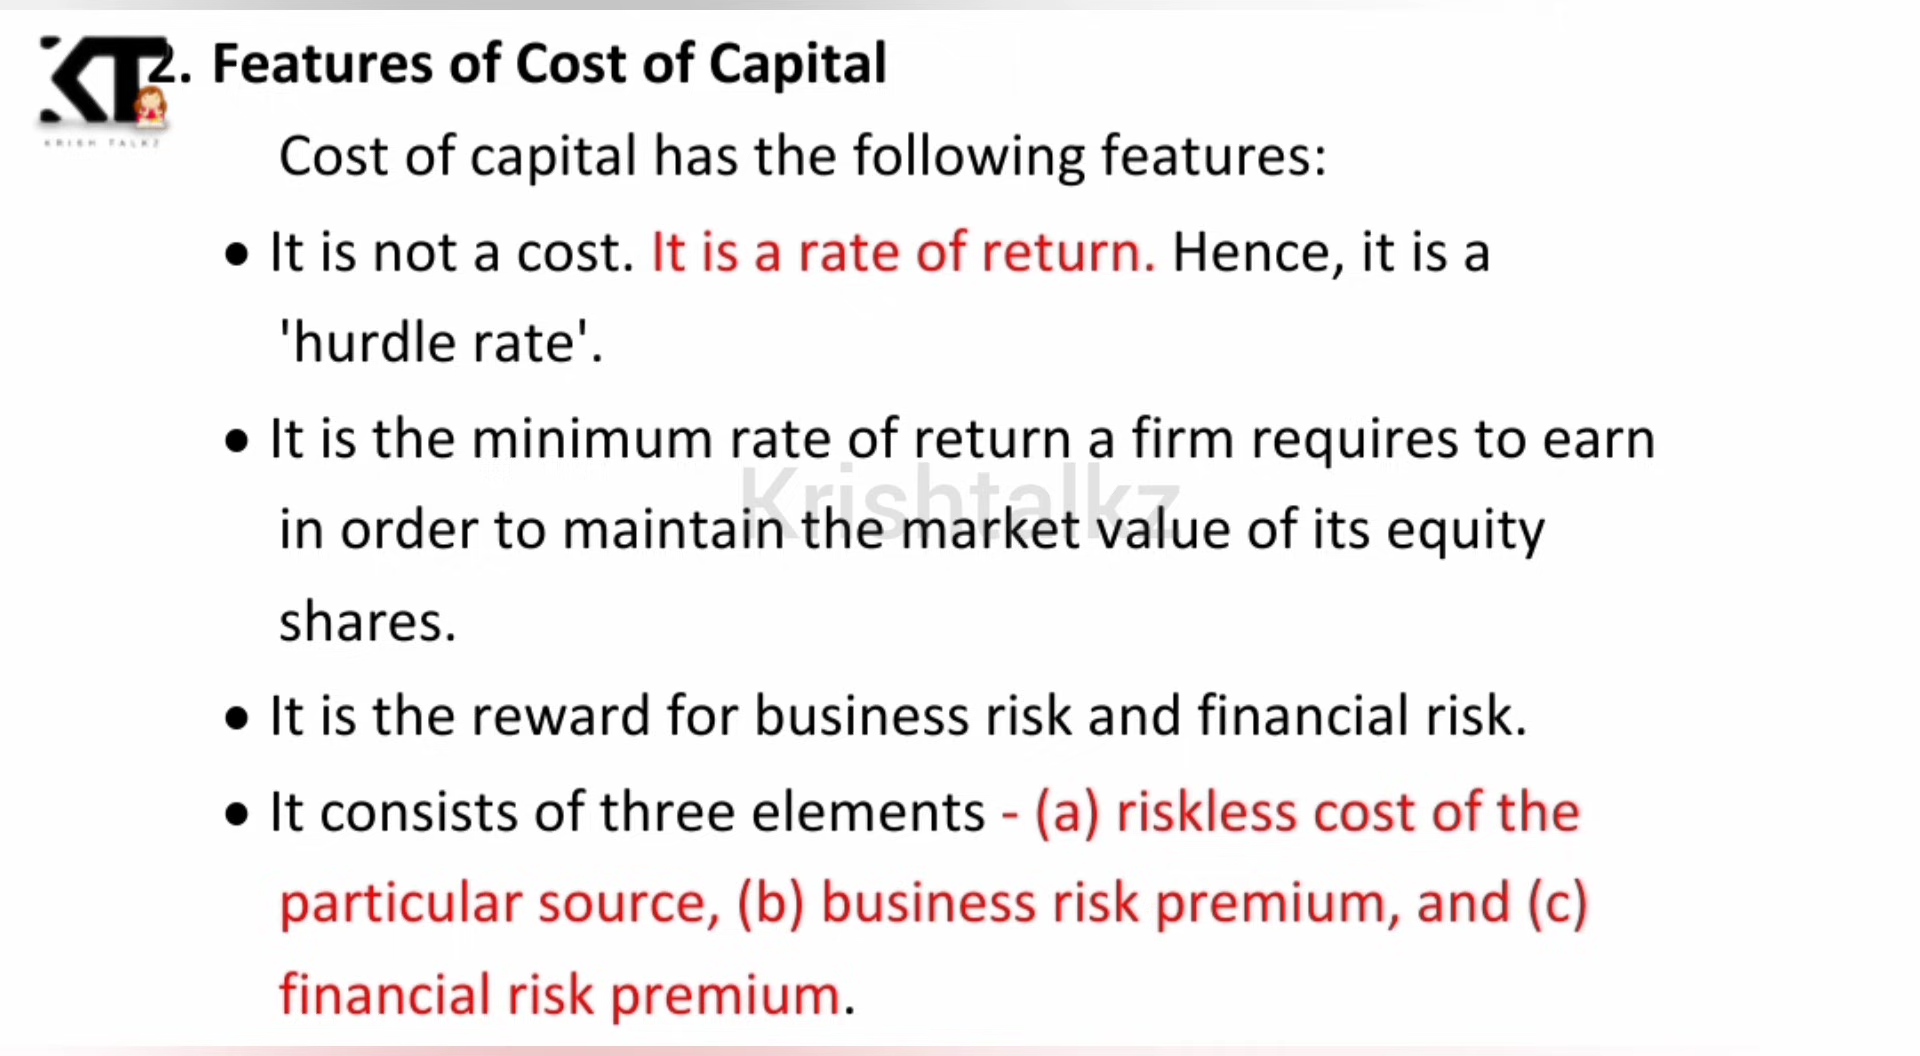 KT
KRISH TALKZ
2. Features of Cost of Capital
Cost of capital has the following features:
● It is not a cost. It is a rate of return. Hence, it is a
'hurdle rate'.
● It is the minimum rate of return a firm requires to earn
Krishtalkz
in order to maintain the market value of its equity
shares.
● It is the reward for business risk and financial risk.
● It consists of three elements - (a) riskless cost of the
particular source, (b) business risk premium, and (c)
financial risk premium.